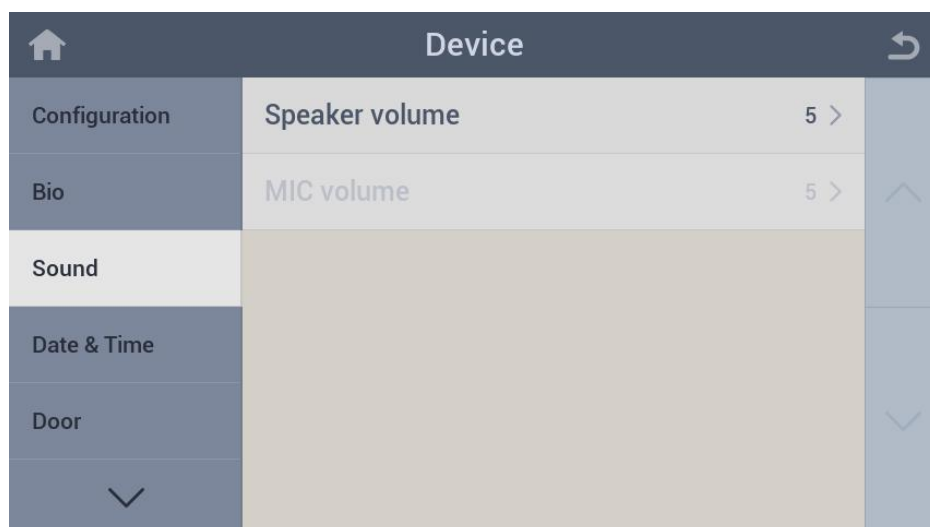 Device
Configuration
Speaker volume 5
Bio
MIC volume 5
Sound
Date & Time
Door